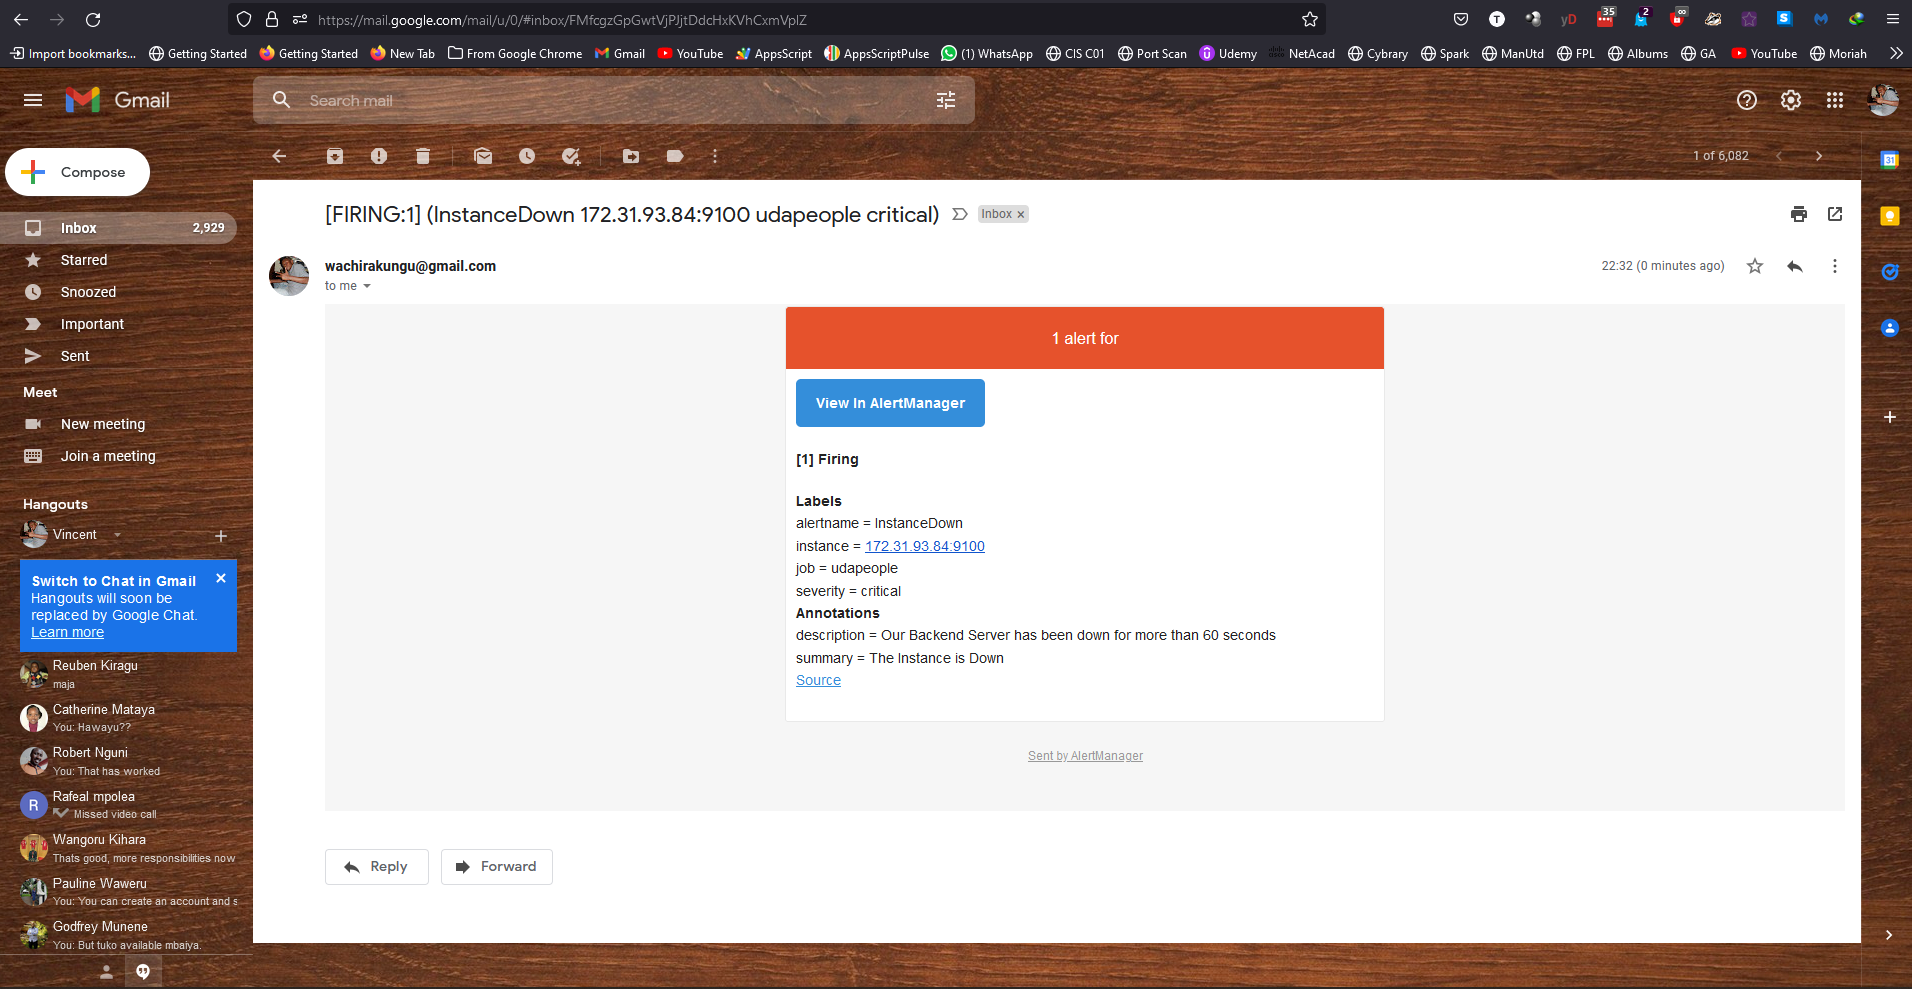 https://mail.google.com/mail/u/0/#inbox/FMfcgzGpGwtVjPJjtDdcHxKVhCxmVplZ
T
yD
35
2
∞
S
Import bookmarks...
Getting Started
Getting Started
New Tab
From Google Chrome
Gmail
YouTube
AppsScript
AppsScriptPulse
(1) WhatsApp
CIS C01
Port Scan
Udemy
NetAcad
Cybrary
Spark
ManUtd
FPL
Albums
GA
YouTube
Moriah
Gmail
Search mail
Compose
1 of 6,082
31
Inbox 2,929
Starred
Snoozed
Important
Sent
Meet
New meeting
Join a meeting
Hangouts
Vincent
Switch to Chat in Gmail
Hangouts will soon be
replaced by Google Chat.
Learn more
Reuben Kiragu
maja
Catherine Mataya
You: Hawayu??
Robert Nguni
You: That has worked
R
Rafeal mpolea
Missed video call
Wangoru Kihara
Thats good, more responsibilities now
Pauline Waweru
You: You can create an account and s
Godfrey Munene
You: But tuko available mbaiya.
[FIRING:1] (InstanceDown 172.31.93.84:9100 udapeople critical)
Inbox ×
wachirakungu@gmail.com
22:32 (0 minutes ago)
to me
1 alert for
View In AlertManager
[1] Firing
Labels
alertname = InstanceDown
instance = 172.31.93.84:9100
job = udapeople
severity = critical
Annotations
description = Our Backend Server has been down for more than 60 seconds
summary = The Instance is Down
Source
Sent by AlertManager
Reply
Forward